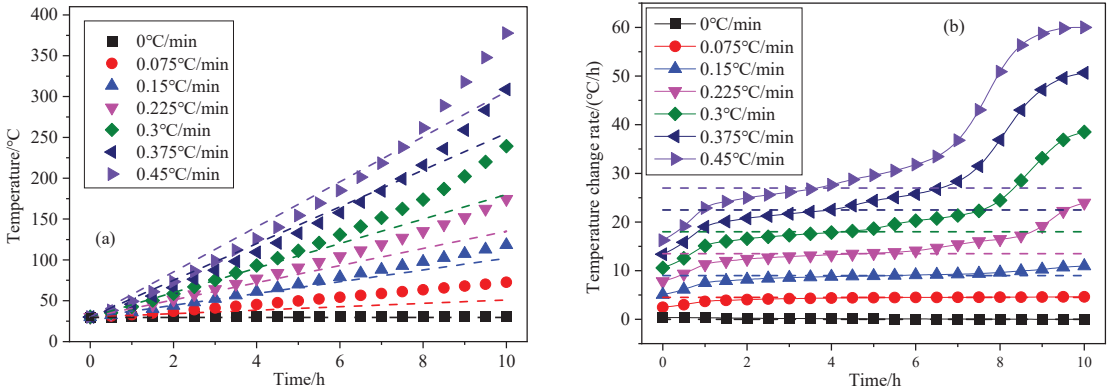 400
350
300
250
200
150
100
50
0
Temperature/℃
0℃/min
0.075℃/min
0.15℃/min
0.225℃/min
0.3℃/min
0.375℃/min
0.45℃/min
(a)
0 2 4 6 8 10
Time/h
60
50
40
30
20
10
0
Temperature change rate/(℃/h)
0℃/min
0.075℃/min
0.15℃/min
0.225℃/min
0.3℃/min
0.375℃/min
0.45℃/min
(b)
0 2 4 6 8 10
Time/h